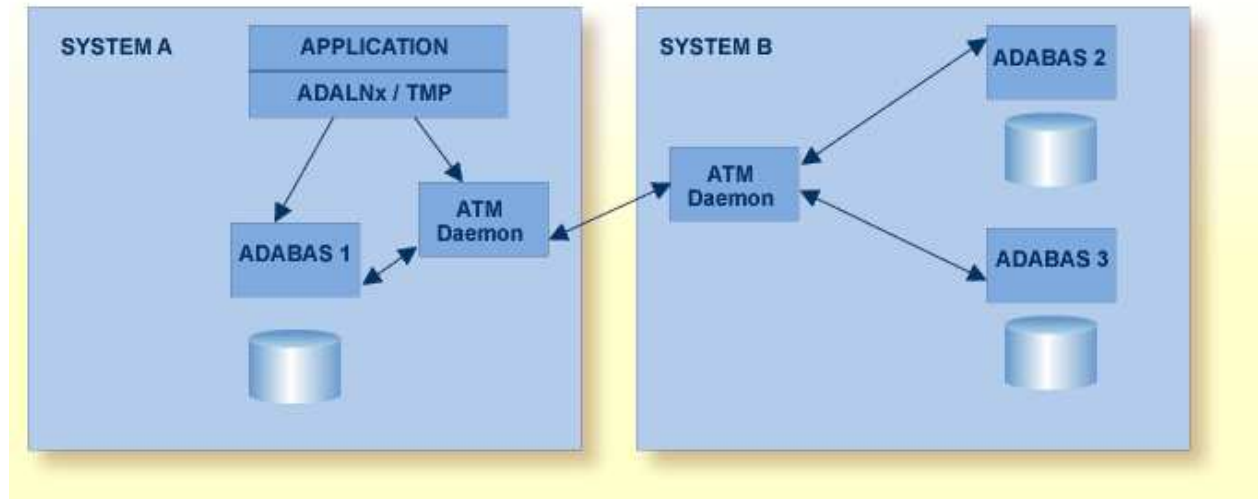 SYSTEM A
APPLICATION
ADALNx / TMP
ATM
Daemon
ADABAS 1
SYSTEM B
ADABAS 2
ATM
Daemon
ADABAS 3